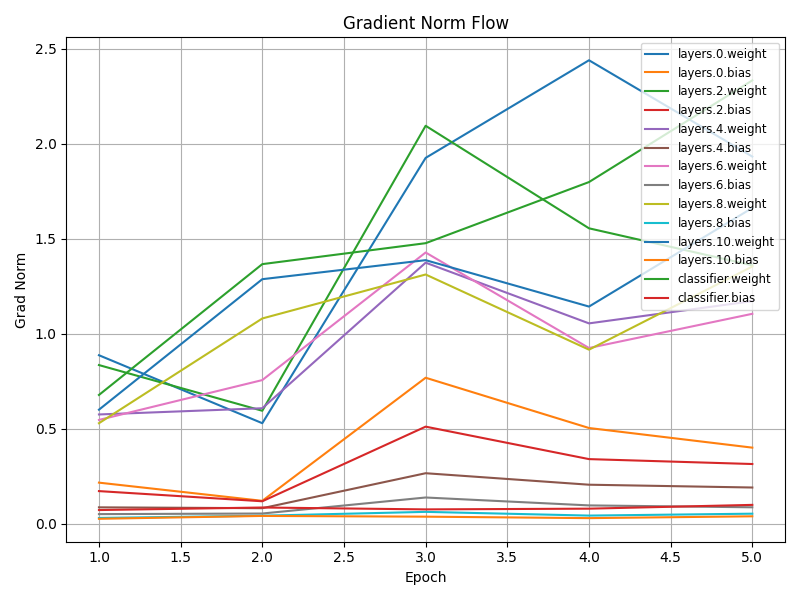 Gradient Norm Flow
2.5
2.0
1.5
1.0
0.5
0.0
Grad Norm
layers.0.weight
layers.0.bias
layers.2.weight
layers.2.bias
layers.4.weight
layers.4.bias
layers.6.weight
layers.6.bias
layers.8.weight
layers.8.bias
layers.10.weight
layers.10.bias
classifier.weight
classifier.bias
1.0 1.5 2.0 2.5 3.0 3.5 4.0 4.5 5.0
Epoch